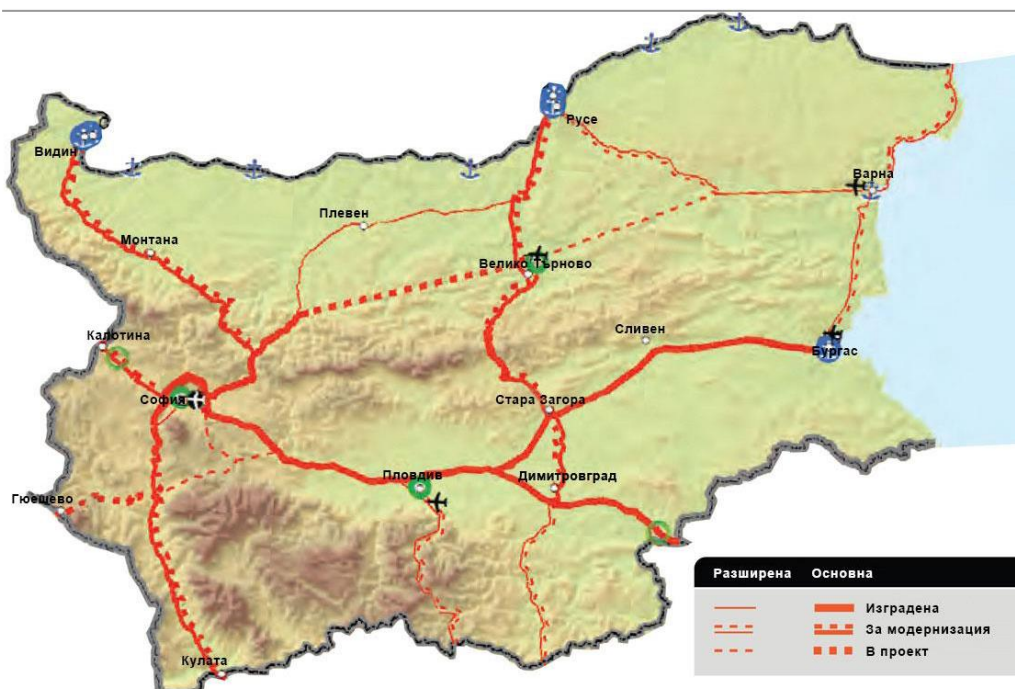 Русе
Видин
Варна
Плевен
Монтана
Велико Търново
Калотина
Сливен
Бургас
София
Стара Загора
Пловдив
Димитровград
Гюешево
Кулата
Разширена Основна
Изградена
За модернизация
В проект